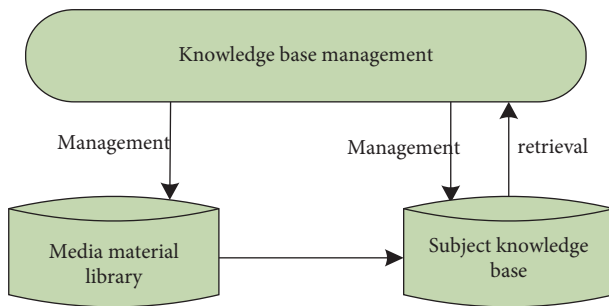 Knowledge base management
Management
Management
retrieval
Media material
library
Subject knowledge
base